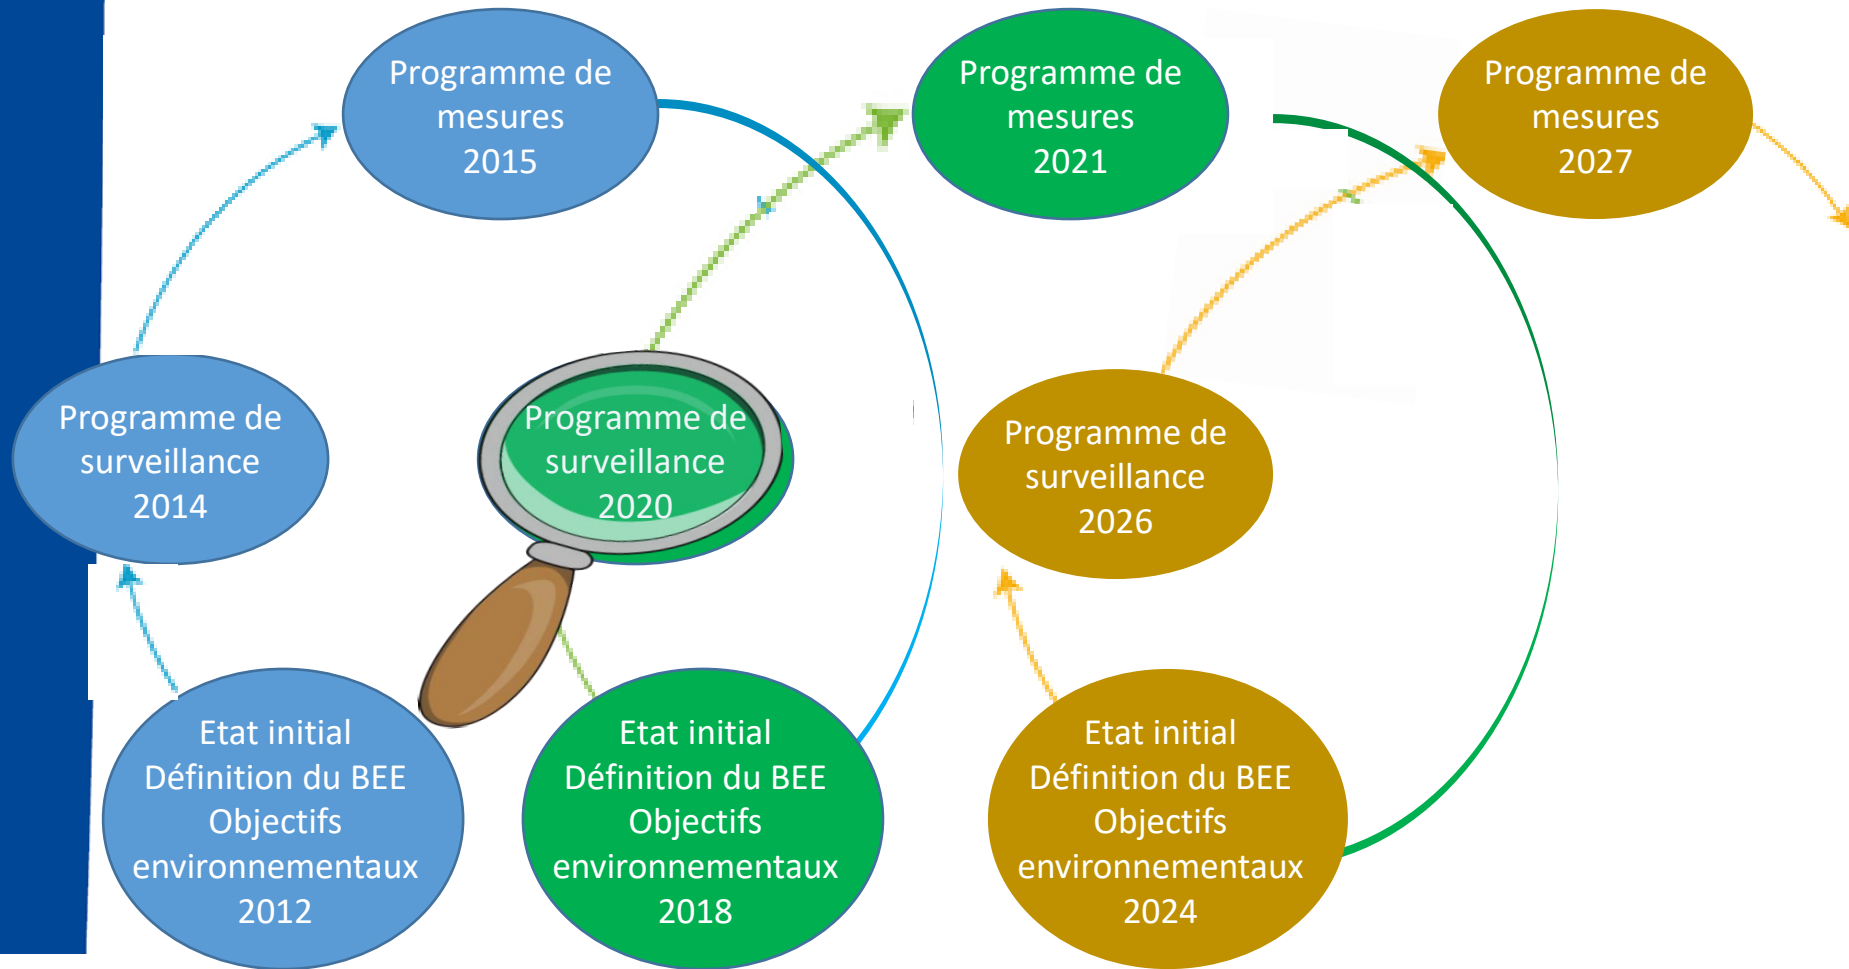 Programme de
mesures
2015
Programme de
mesures
2021
Programme de
mesures
2027
Programme de
surveillance
2014
Programme de
surveillance
2020
Programme de
surveillance
2026
Etat initial
Définition du BEE
Objectifs
environnementaux
2012
Etat initial
Définition du BEE
Objectifs
environnementaux
2018
Etat initial
Définition du BEE
Objectifs
environnementaux
2024